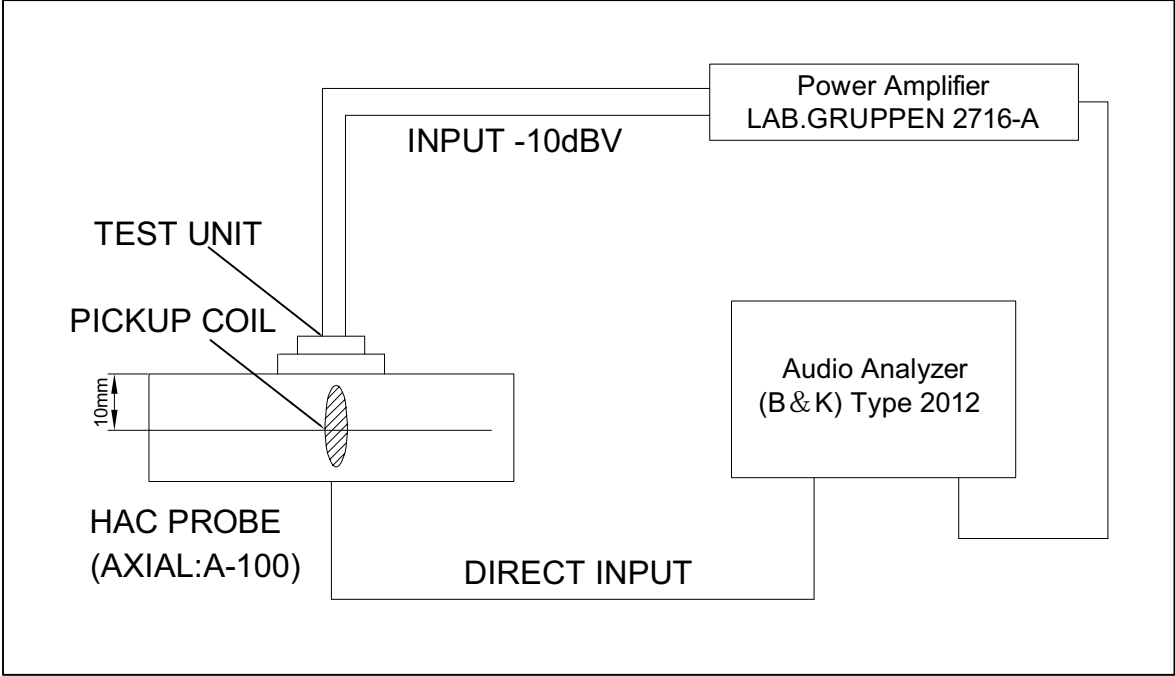 Power Amplifier
LAB.GRUPPEN 2716-A
INPUT -10dBV
TEST UNIT
PICKUP COIL
10mm
Audio Analyzer
(B&K) Type 2012
HAC PROBE
(AXIAL:A-100)
DIRECT INPUT